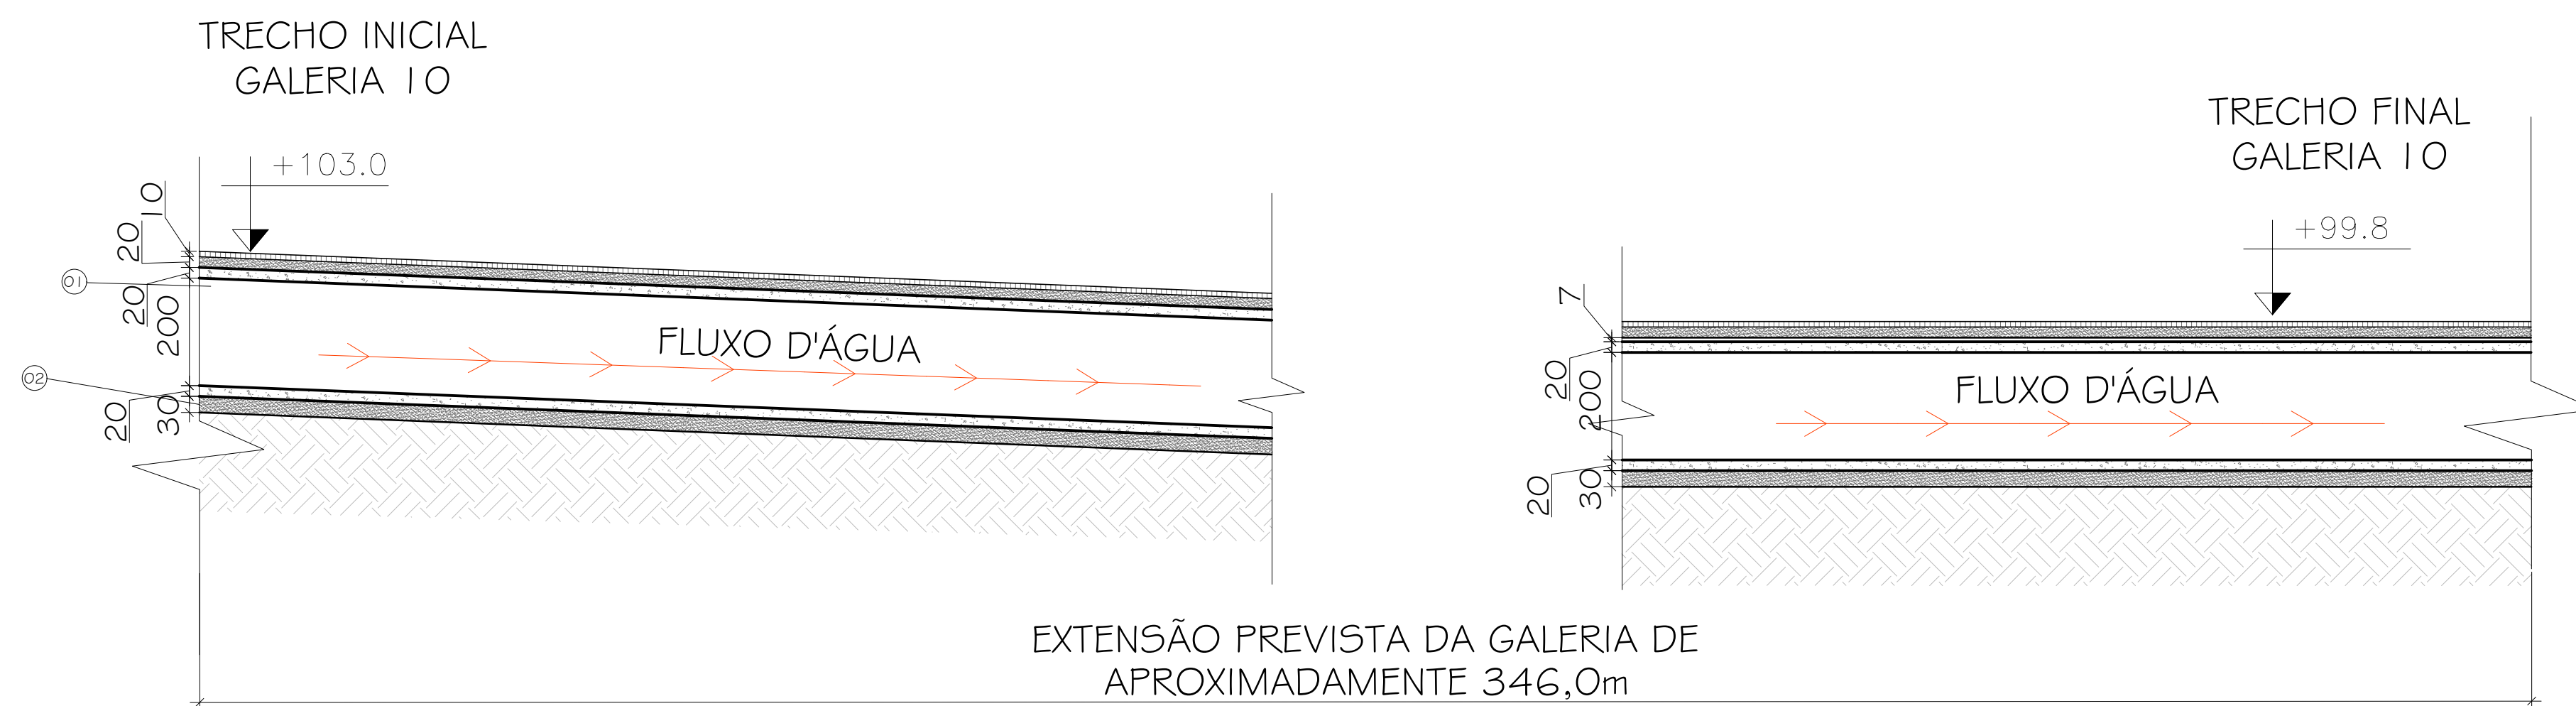 TRECHO INICIAL
GALERIA 10
+103.0
10
20
20
200
20
30
01
02
FLUXO D'ÁGUA
TRECHO FINAL
GALERIA 10
+99.8
7
20
200
20
30
FLUXO D'ÁGUA
EXTENSÃO PREVISTA DA GALERIA DE
APROXIMADAMENTE 346,0m